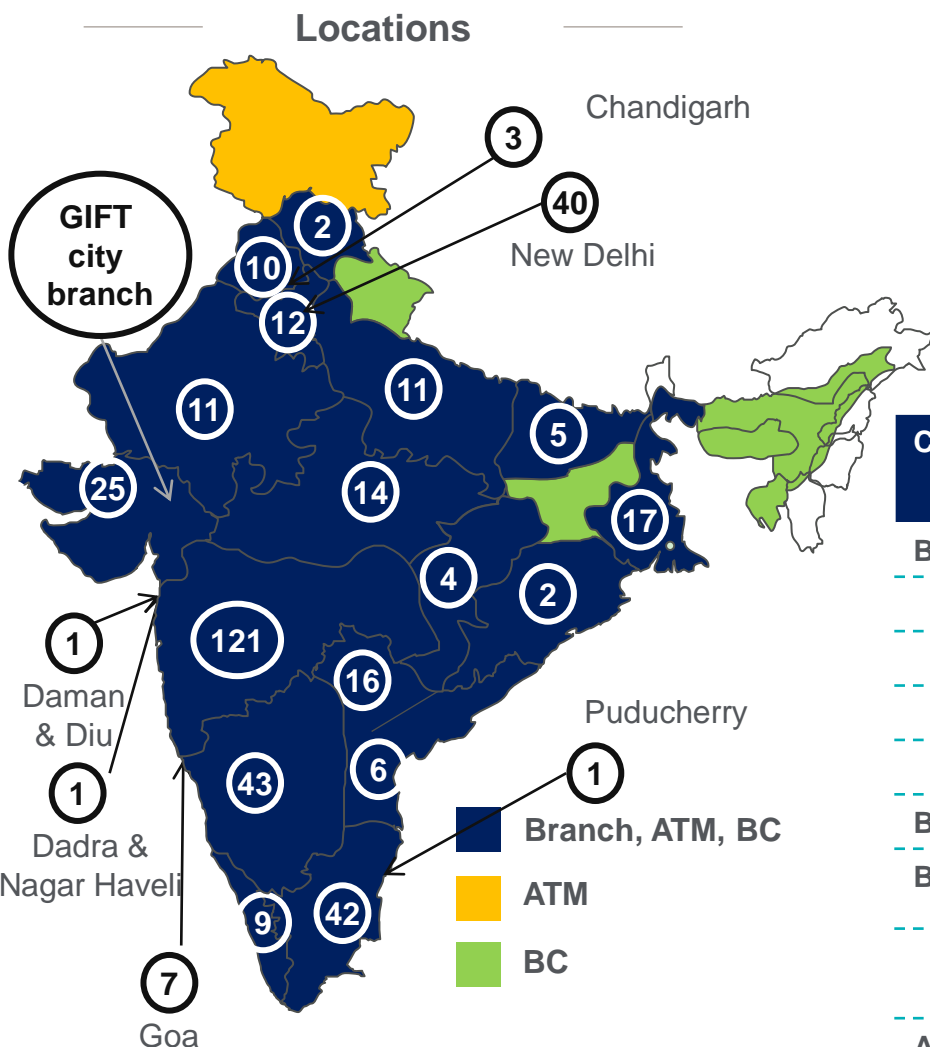 Locations
Chandigarh
3
40
New Delhi
GIFT
city
branch
2
10
12
11
11
5
25
14
17
4
2
121
16
1
Daman
& Diu
Puducherry
1
6
43
1
Dadra &
Nagar Haveli
9
42
7
Goa
Branch, ATM, BC
ATM
BC
C
B
B
B